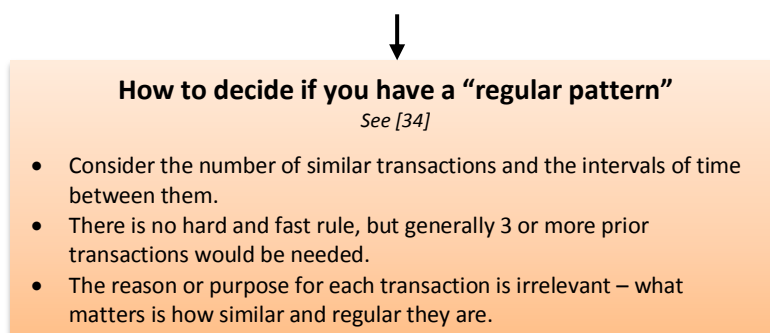 How to decide if you have a “regular pattern”
See [34]
• Consider the number of similar transactions and the intervals of time
between them.
• There is no hard and fast rule, but generally 3 or more prior
transactions would be needed.
• The reason or purpose for each transaction is irrelevant – what
matters is how similar and regular they are.